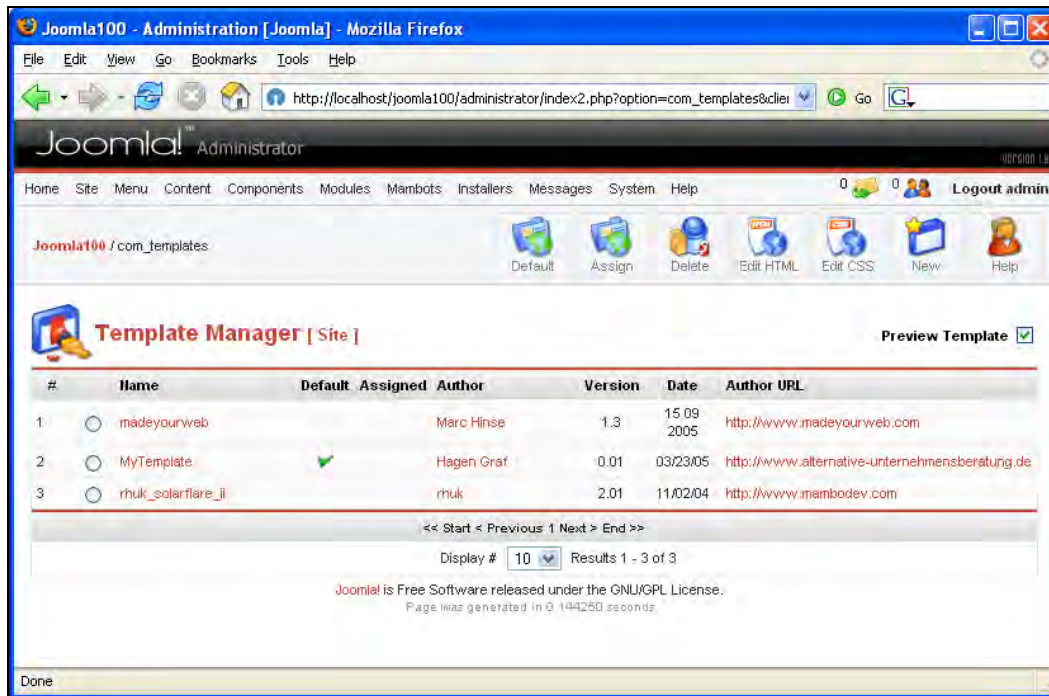 Joomla100 - Administration [Joomla] - Mozilla Firefox
File Edit View Go Bookmarks Tools Help
http://localhost/joomla100/administrator/index2.php?option=com_templates&clie Go G
Joomla!™ Administrator
version 1.
Home Site Menu Content Components Modules Mambots Installers Messages System Help 0 0 Logout admin
Joomla100 / com_templates
Default Assign Delete Edit HTML Edit CSS New Help
Template Manager [ Site ] Preview Template
# Name Default Assigned Author Version Date Author URL
1 madeyourweb Marc Hinse 1.3 15 09 2005 http://www.madeyourweb.com
2 MyTemplate Hagen Graf 0.01 03/23/05 http://www.alternative-unternehmensberatung.de
3 rhuk_solarflare_ii rhuk 2.01 11/02/04 http://www.mambodev.com
<< Start < Previous 1 Next > End >>
Display # 10 Results 1 - 3 of 3
Joomla! is Free Software released under the GNU/GPL License.
Page was generated in 0.144250 seconds
Done